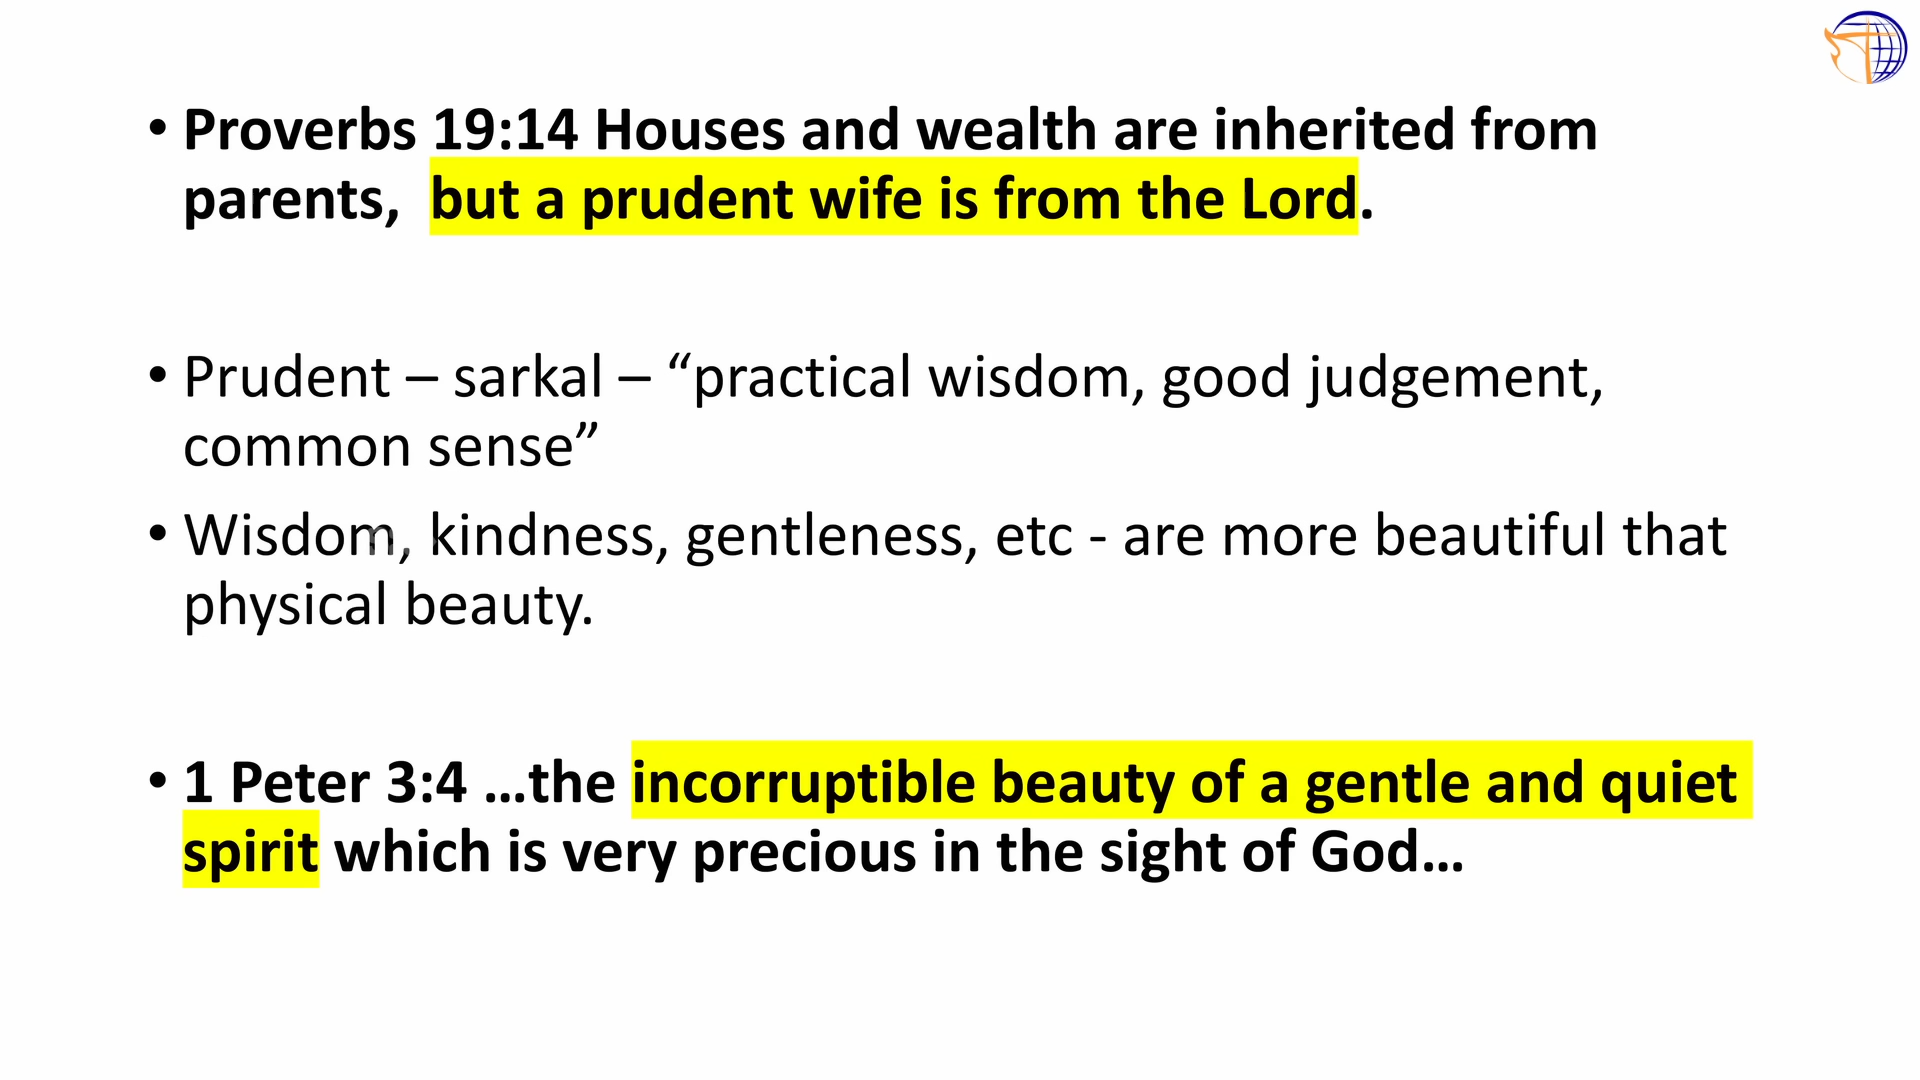 • Proverbs 19:14 Houses and wealth are inherited from
parents,  but a prudent wife is from the Lord.
• Prudent – sarkal – “practical wisdom, good judgement,
common sense”
• Wisdom, kindness, gentleness, etc - are more beautiful that
physical beauty.
• 1 Peter 3:4 …the incorruptible beauty of a gentle and quiet
spirit which is very precious in the sight of God…